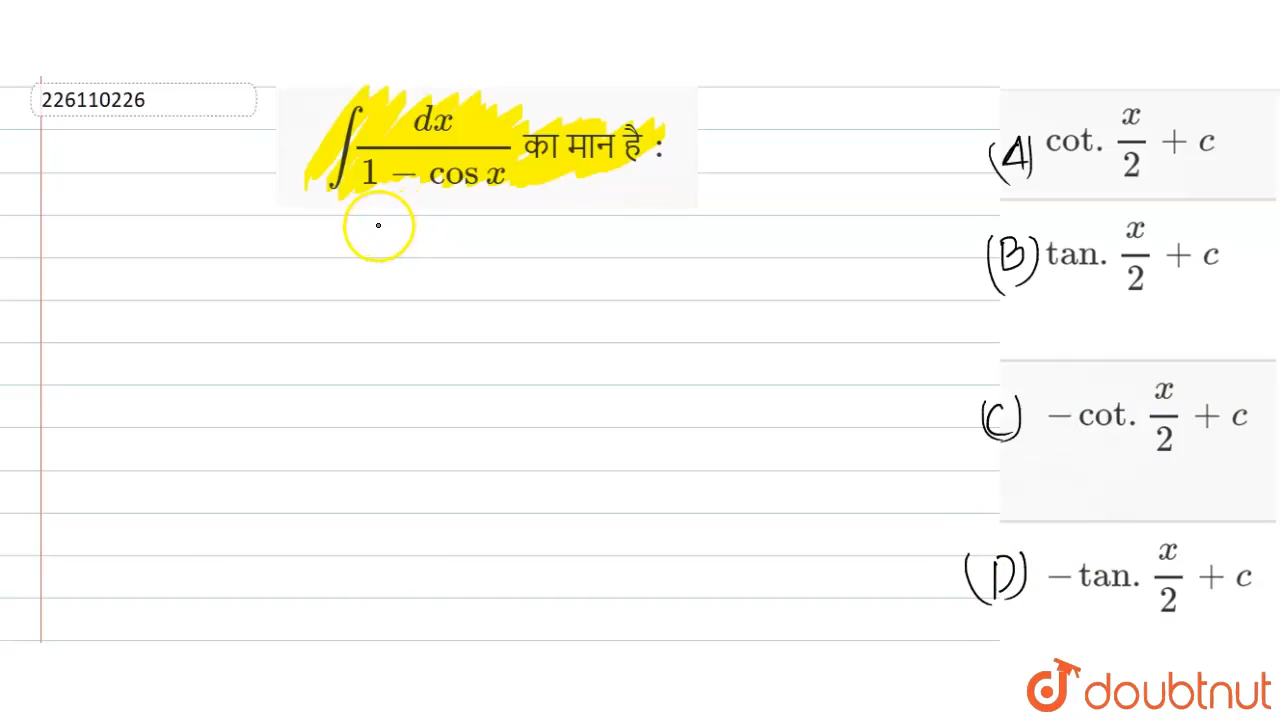 226110226
∫ dx / (1 − cos x) का मान है :
(A) cot. x/2 + c
(B) tan. x/2 + c
(C) − cot. x/2 + c
(D) − tan. x/2 + c
doubtnut